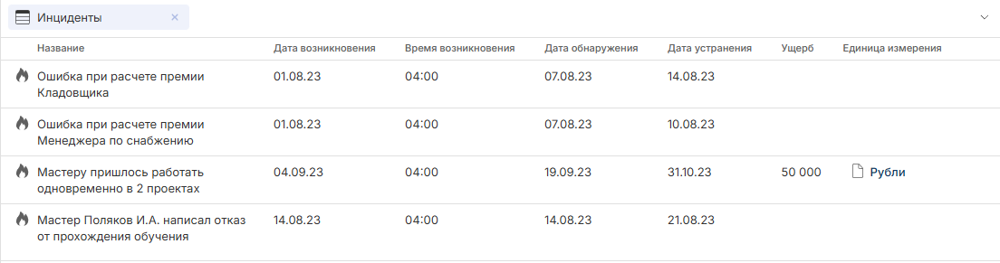 Инциденты
Название Дата возникновения Время возникновения Дата обнаружения Дата устранения Ущерб Единица измерения
Ошибка при расчете премии 01.08.23 04:00 07.08.23 14.08.23
Кладовщика
Ошибка при расчете премии 01.08.23 04:00 07.08.23 10.08.23
Менеджера по снабжению
Мастеру пришлось работать 04.09.23 04:00 19.09.23 31.10.23 50 000 Рубли
одновременно в 2 проектах
Мастер Поляков И.А. написал отказ 14.08.23 04:00 14.08.23 21.08.23
от прохождения обучения